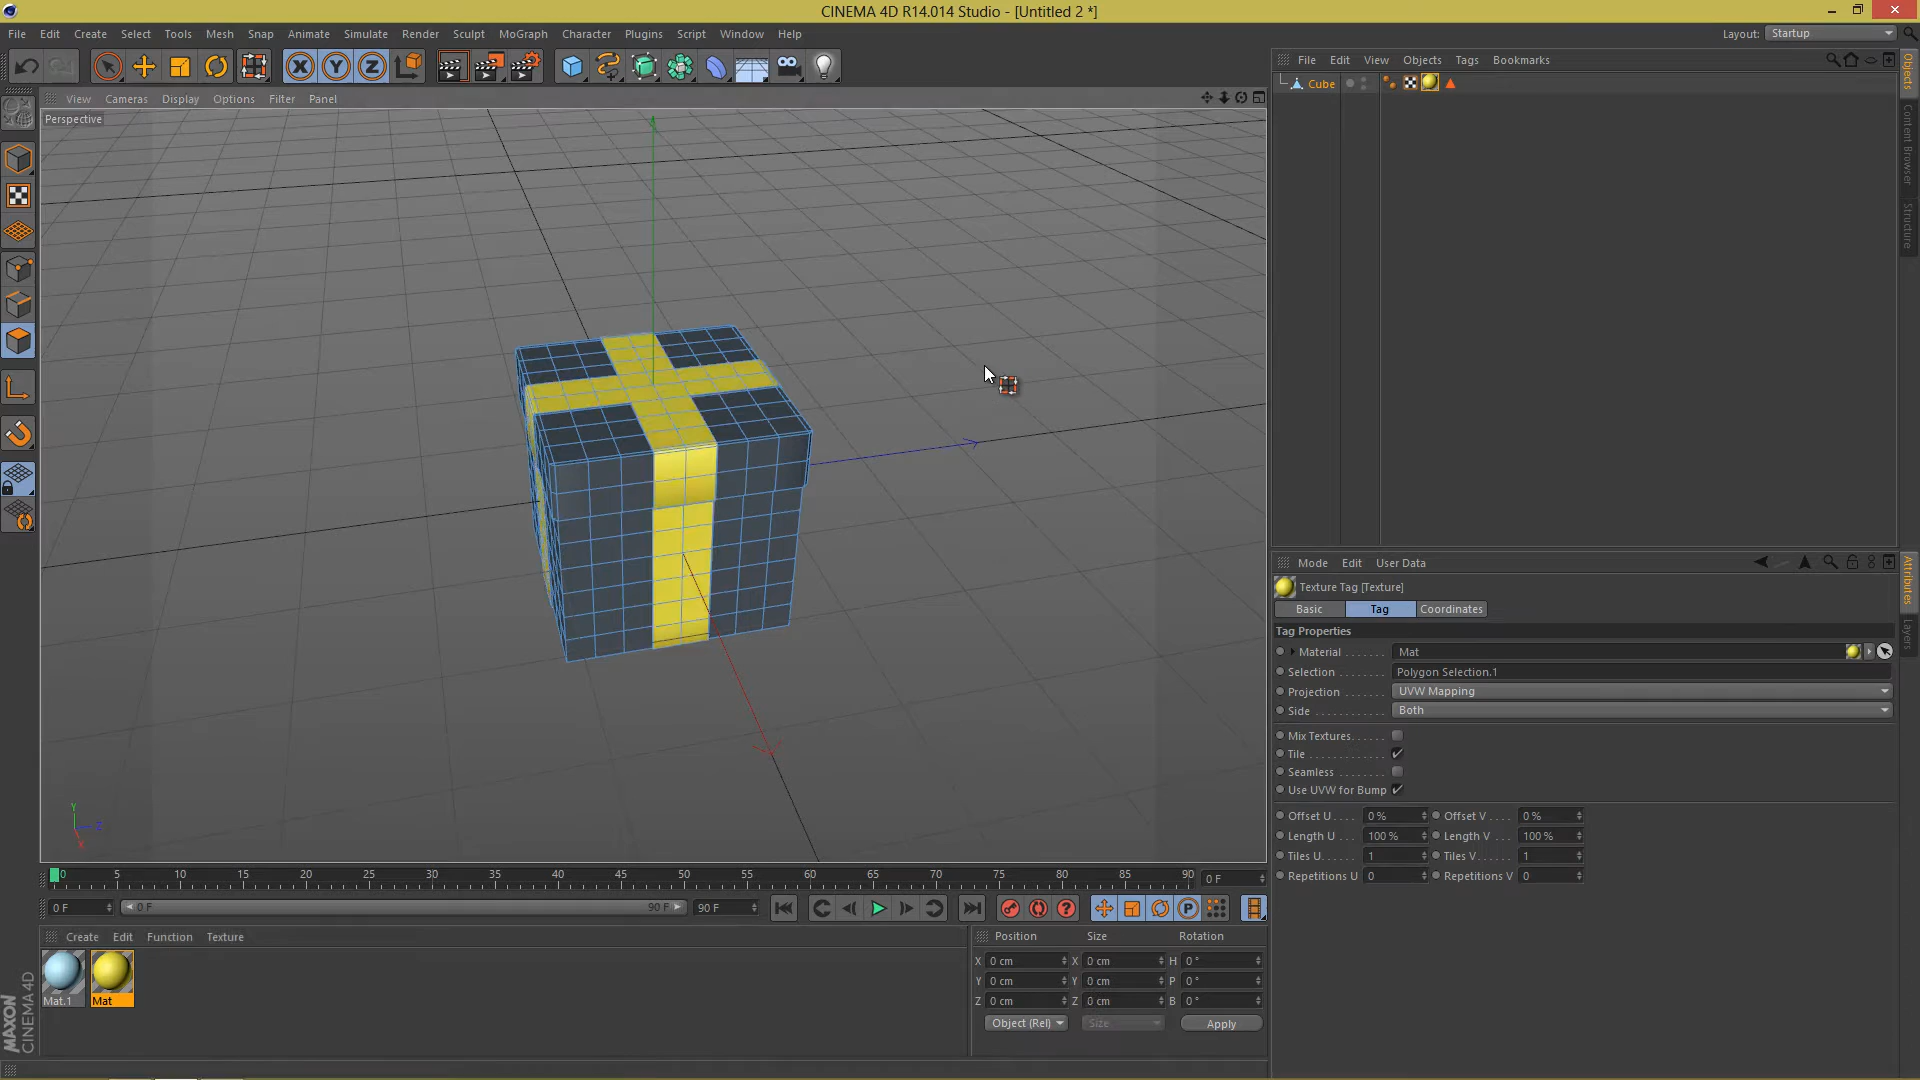 CINEMA 4D R14.014 Studio - [Untitled 2 *]
File Edit Create Select Tools Mesh Snap Animate Simulate Render Sculpt MoGraph Character Plugins Script Window Help
Layout: Startup
View Cameras Display Options Filter Panel
Perspective
File Edit View Objects Tags Bookmarks
Cube
Objects
Content Browser
Structure
Mode Edit User Data
Texture Tag [Texture]
Basic Tag Coordinates
Tag Properties
Material Mat
Selection Polygon Selection.1
Projection UVW Mapping
Side Both
Mix Textures
Tile
Seamless
Use UVW for Bump
Offset U 0 % Offset V 0 %
Length U 100 % Length V 100 %
Tiles U 1 Tiles V 1
Repetitions U 0 Repetitions V 0
Attributes
Layers
Y
Z
X
0 5 10 15 20 25 30 35 40 45 50 55 60 65 70 75 80 85 90 0 F
0 F 0 F 90 F 90 F
Create Edit Function Texture
Mat.1 Mat
Position Size Rotation
X 0 cm X 0 cm H 0 °
Y 0 cm Y 0 cm P 0 °
Z 0 cm Z 0 cm B 0 °
Object (Rel) Size Apply
MAXON
CINEMA 4D